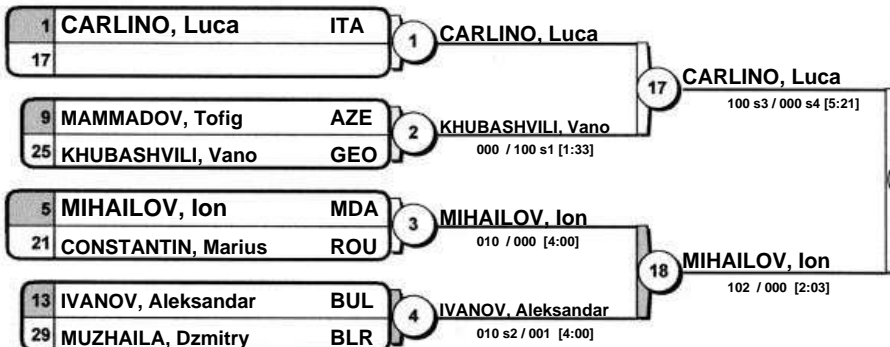 1 CARLINO, Luca ITA
17
1
CARLINO, Luca
9 MAMMADOV, Tofig AZE
25 KHUBASHVILI, Vano GEO
2
KHUBASHVILI, Vano
000 / 100 s1 [1:33]
17
CARLINO, Luca
100 s3 / 000 s4 [5:21]
5 MIHAILOV, Ion MDA
21 CONSTANTIN, Marius ROU
3
MIHAILOV, Ion
010 / 000 [4:00]
13 IVANOV, Aleksandar BUL
29 MUZHAILA, Dzmitry BLR
4
IVANOV, Aleksandar
010 s2 / 001 [4:00]
18
MIHAILOV, Ion
102 / 000 [2:03]